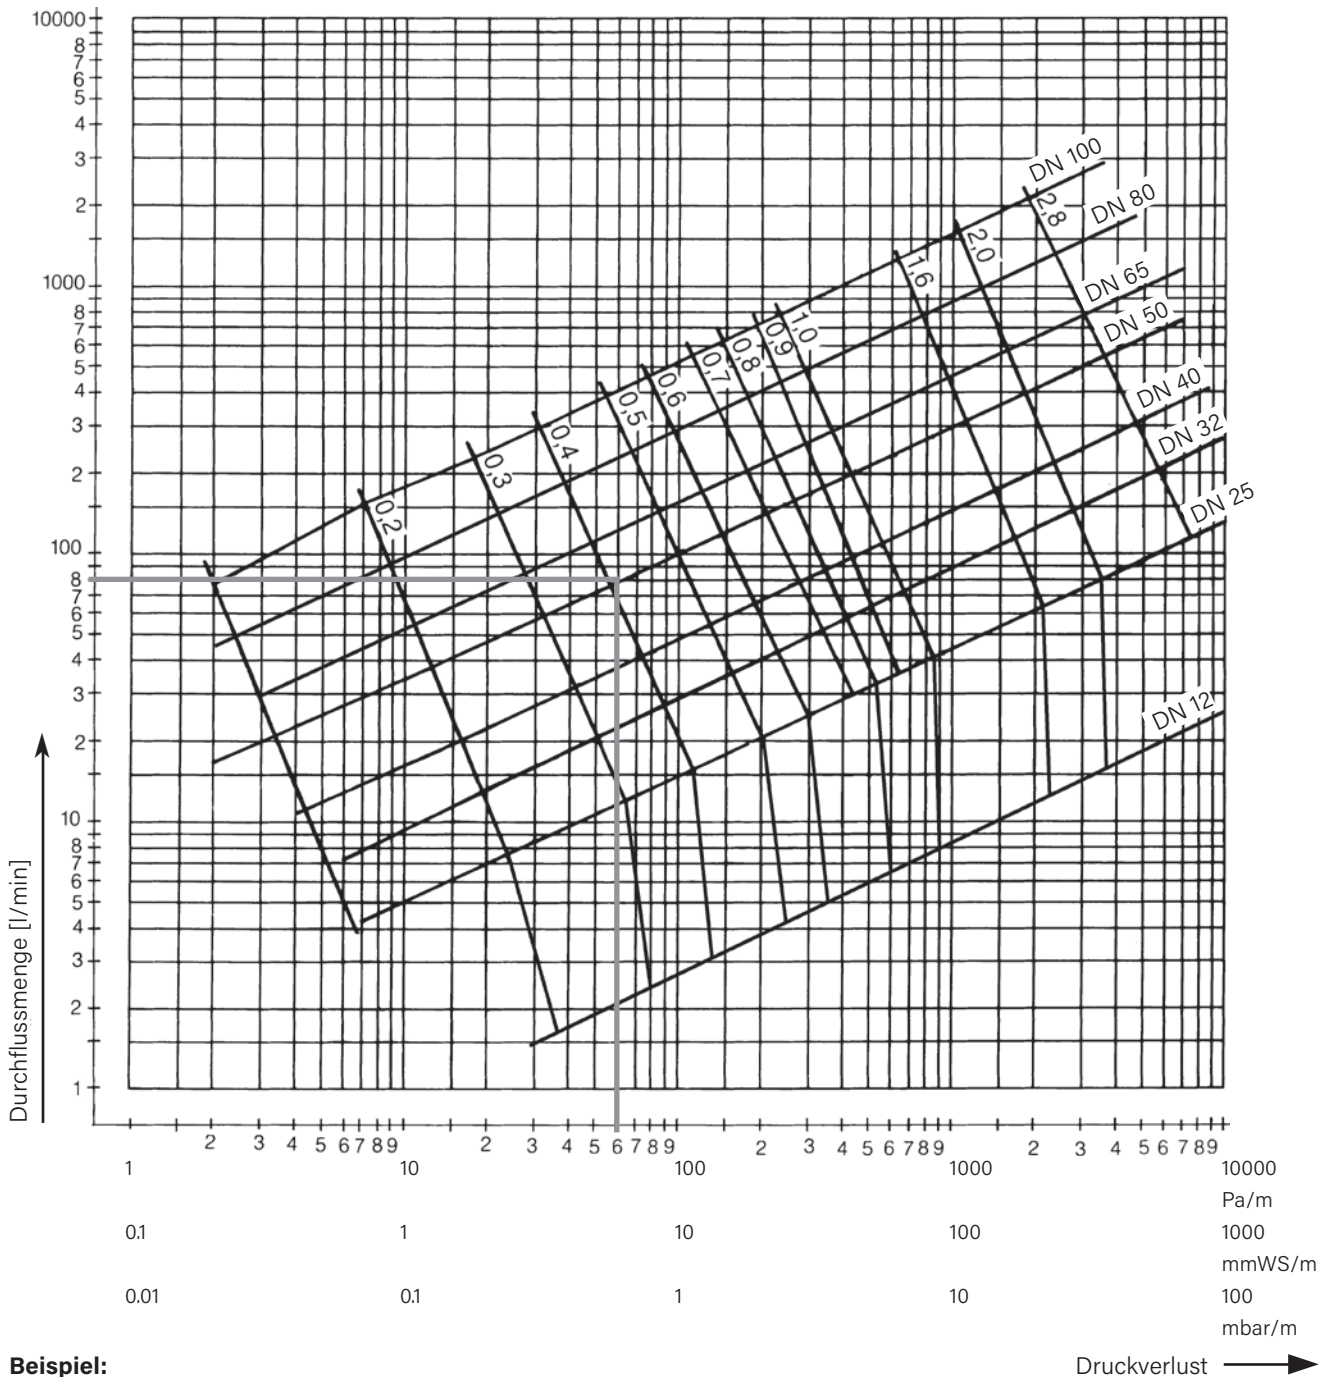 10000
8
7
6
5
4
3
2
1000
8
7
6
5
4
3
2
100
8
7
6
5
4
3
2
10
8
7
6
5
4
3
2
1
DN 100
DN 80
DN 65
DN 50
DN 40
DN 32
DN 25
DN 12
0,2
0,3
0,4
0,5
0,6
0,7
0,8
0,9
1,0
1,6
2,0
2,8
Durchflussmenge [l/min]
2 3 4 5 6 7 8 9 2 3 4 5 6 7 8 9 2 3 4 5 6 7 8 9 2 3 4 5 6 7 8 9
1 10 100 1000 10000
Pa/m
0.1 1 10 100 1000
mmWS/m
0.01 0.1 1 10 100
mbar/m
Beispiel: Druckverlust